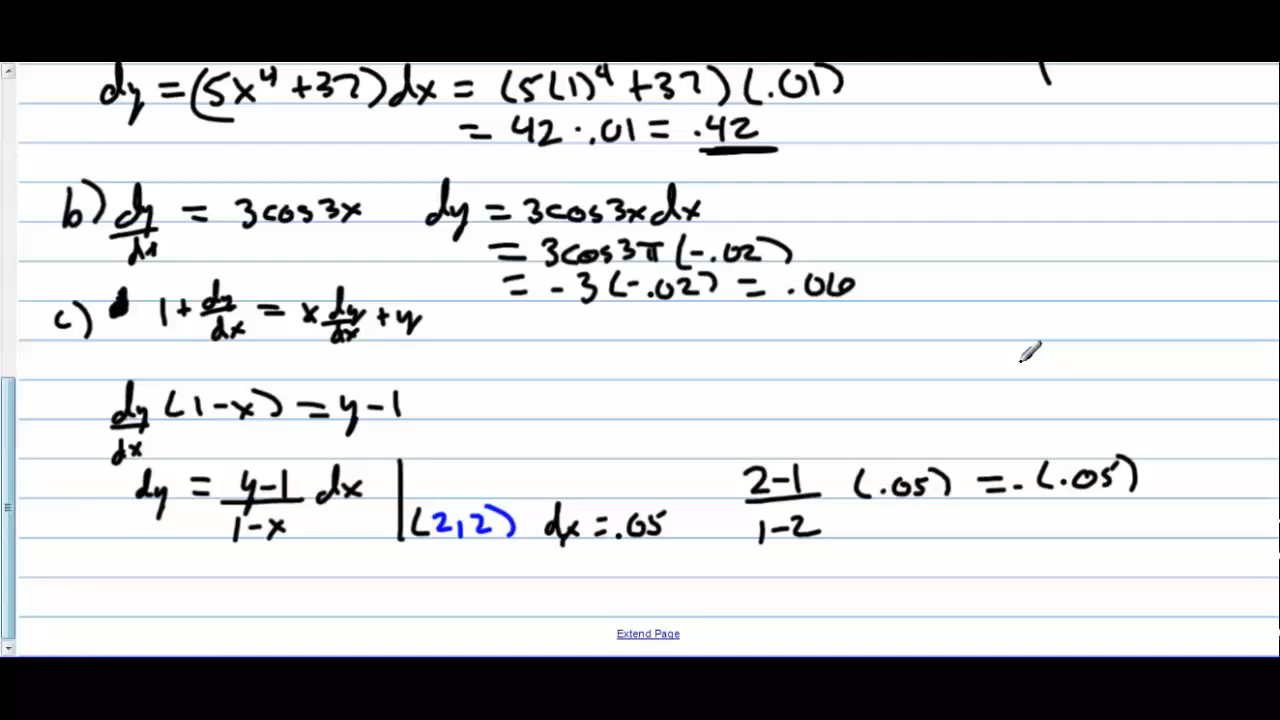 dy = (5x⁴ + 37)dx = (5(1)⁴ + 37)(.01)
= 42 · .01 = .42
b) dy/dx = 3cos3x dy = 3cos3xdx
= 3cos3π(-.02)
= -3(-.02) = .06
c) 1 + dy/dx = x dy/dx + y
dy/dx (1-x) = y-1
dy = y-1/1-x dx | (2,2) dx = .05 2-1/1-2 (.05) = -(.05)
Extend Page